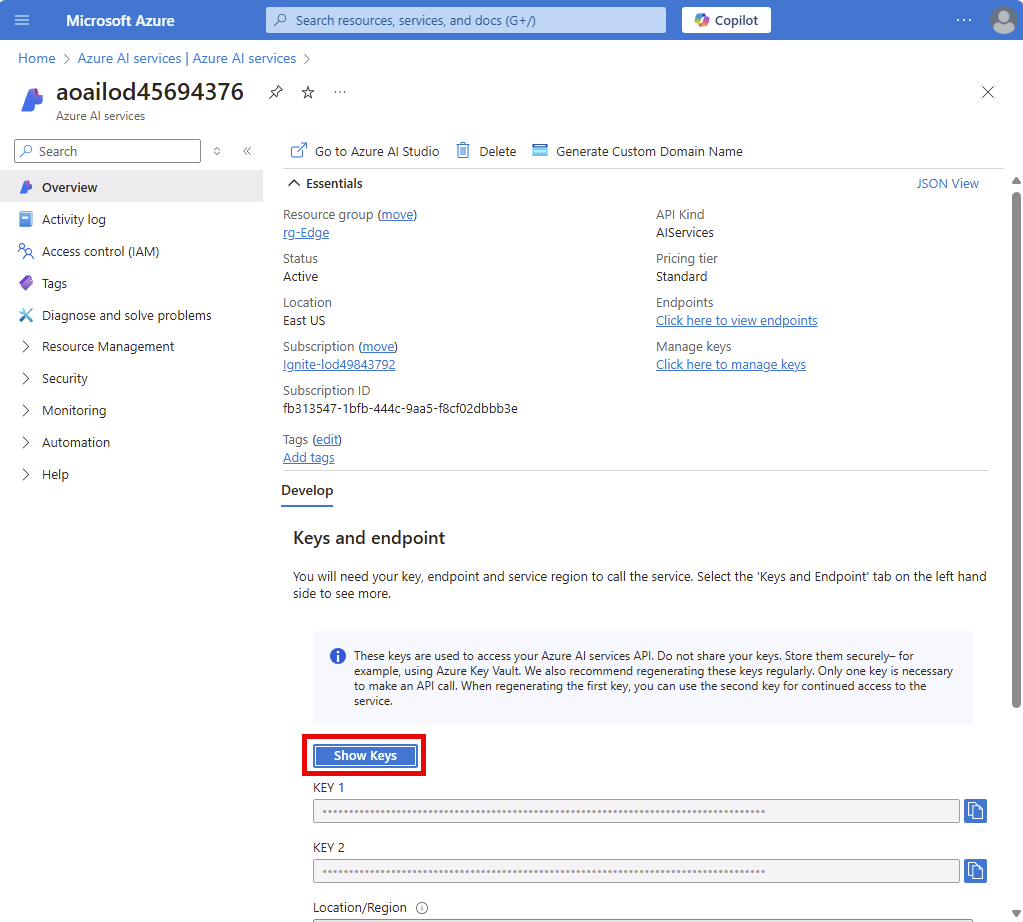 Microsoft Azure
Search resources, services, and docs (G+/)
Copilot
Home > Azure AI services | Azure AI services >
aoailod45694376
Azure AI services
Search
Overview
Activity log
Access control (IAM)
Tags
Diagnose and solve problems
Resource Management
Security
Monitoring
Automation
Help
Go to Azure AI Studio
Delete
Generate Custom Domain Name
Essentials
JSON View
Resource group (move)
rg-Edge
Status
Active
Location
East US
Subscription (move)
Ignite-lod49843792
Subscription ID
fb313547-1bfb-444c-9aa5-f8cf02dbbb3e
Tags (edit)
Add tags
API Kind
AIServices
Pricing tier
Standard
Endpoints
Click here to view endpoints
Manage keys
Click here to manage keys
Develop
Keys and endpoint
You will need your key, endpoint and service region to call the service. Select the 'Keys and Endpoint' tab on the left hand
side to see more.
These keys are used to access your Azure AI services API. Do not share your keys. Store them securely– for
example, using Azure Key Vault. We also recommend regenerating these keys regularly. Only one key is necessary
to make an API call. When regenerating the first key, you can use the second key for continued access to the
service.
Show Keys
KEY 1
KEY 2
Location/Region